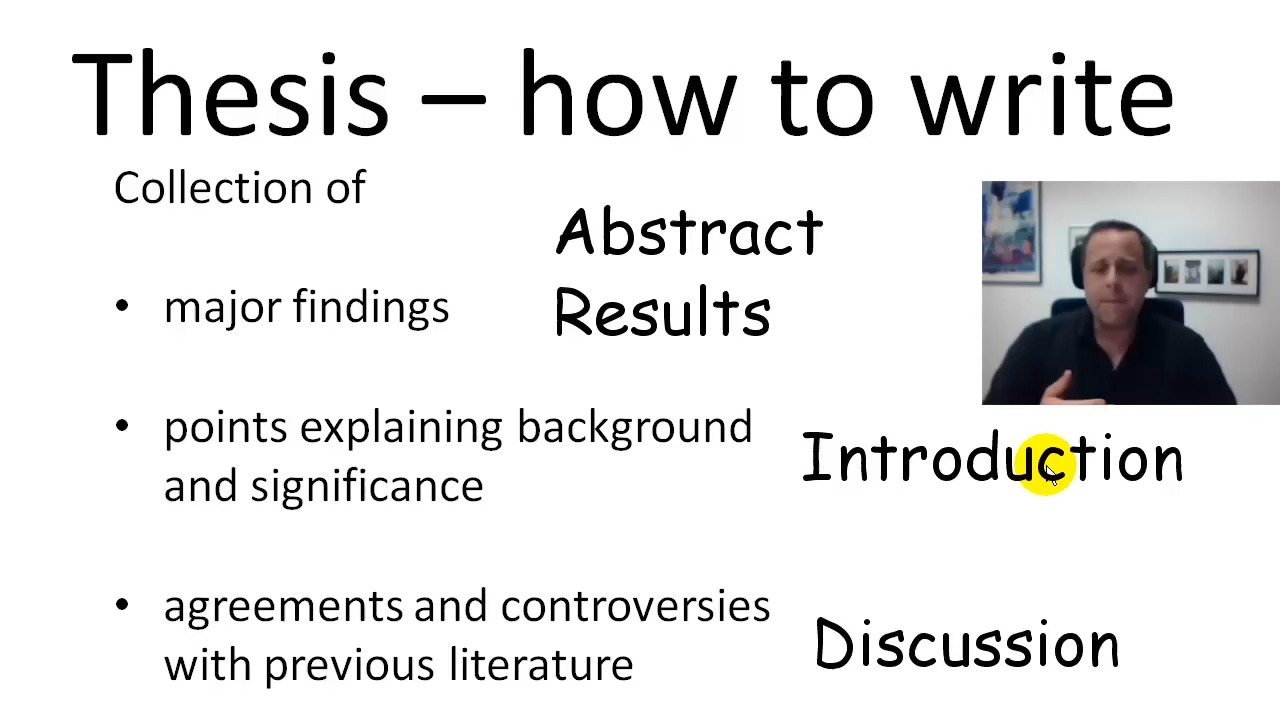 Thesis – how to write
Collection of
Abstract
• major findings
Results
• points explaining background
and significance
Introduction
• agreements and controversies
with previous literature
Discussion